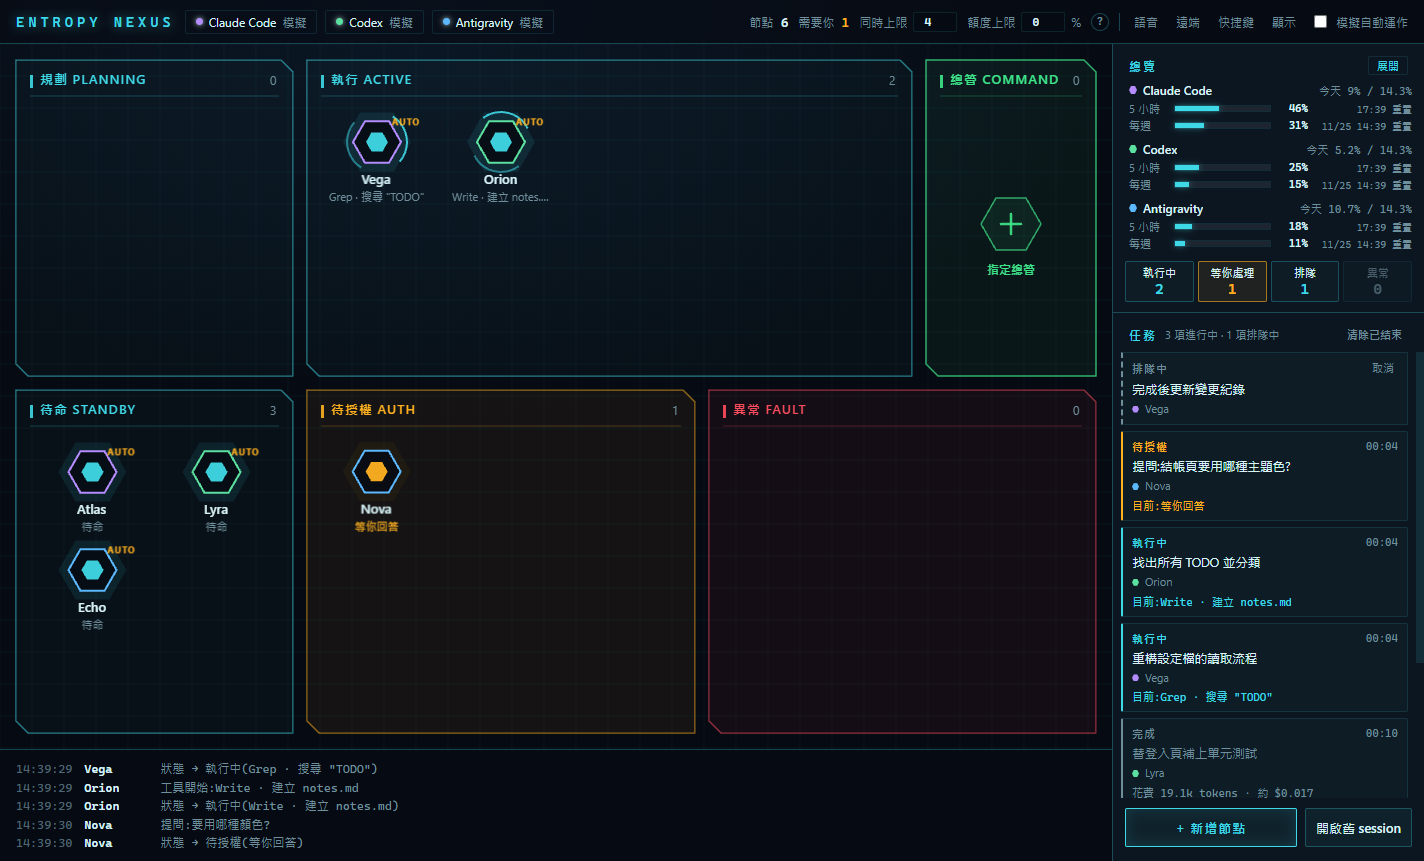 ENTROPY NEXUS
Claude Code 模擬
Codex 模擬
Antigravity 模擬
節點 6 需要你 1 同時上限 4 額度上限 0 % ?
語音 遠端 快捷鍵 顯示 模擬自動運作
規劃 PLANNING 0
執行 ACTIVE 2
AUTO
Vega
Grep · 搜尋 "TODO"
AUTO
Orion
Write · 建立 notes....
總管 COMMAND 0
指定總管
待命 STANDBY 3
AUTO
Atlas
待命
AUTO
Lyra
待命
AUTO
Echo
待命
待授權 AUTH 1
Nova
等你回答
異常 FAULT 0
14:39:29 Vega 狀態 → 執行中(Grep · 搜尋 "TODO")
14:39:29 Orion 工具開始:Write · 建立 notes.md
14:39:29 Orion 狀態 → 執行中(Write · 建立 notes.md)
14:39:30 Nova 提問:要用哪種顏色?
14:39:30 Nova 狀態 → 待授權(等你回答)
總覽 展開
Claude Code 今天 9% / 14.3%
5 小時 46% 17:39 重置
每週 31% 11/25 14:39 重置
Codex 今天 5.2% / 14.3%
5 小時 25% 17:39 重置
每週 15% 11/25 14:39 重置
Antigravity 今天 10.7% / 14.3%
5 小時 18% 17:39 重置
每週 11% 11/25 14:39 重置
執行中 2
等你處理 1
排隊 1
異常 0
任務 3 項進行中 · 1 項排隊中 清除已結束
排隊中 取消
完成後更新變更紀錄
Vega
待授權 00:04
提問:結帳頁要用哪種主題色?
Nova
目前:等你回答
執行中 00:04
找出所有 TODO 並分類
Orion
目前:Write · 建立 notes.md
執行中 00:04
重構設定檔的讀取流程
Vega
目前:Grep · 搜尋 "TODO"
完成 00:10
替登入頁補上單元測試
Lyra
花費 19.1k tokens · 約 $0.017
+ 新增節點
開啟舊 session